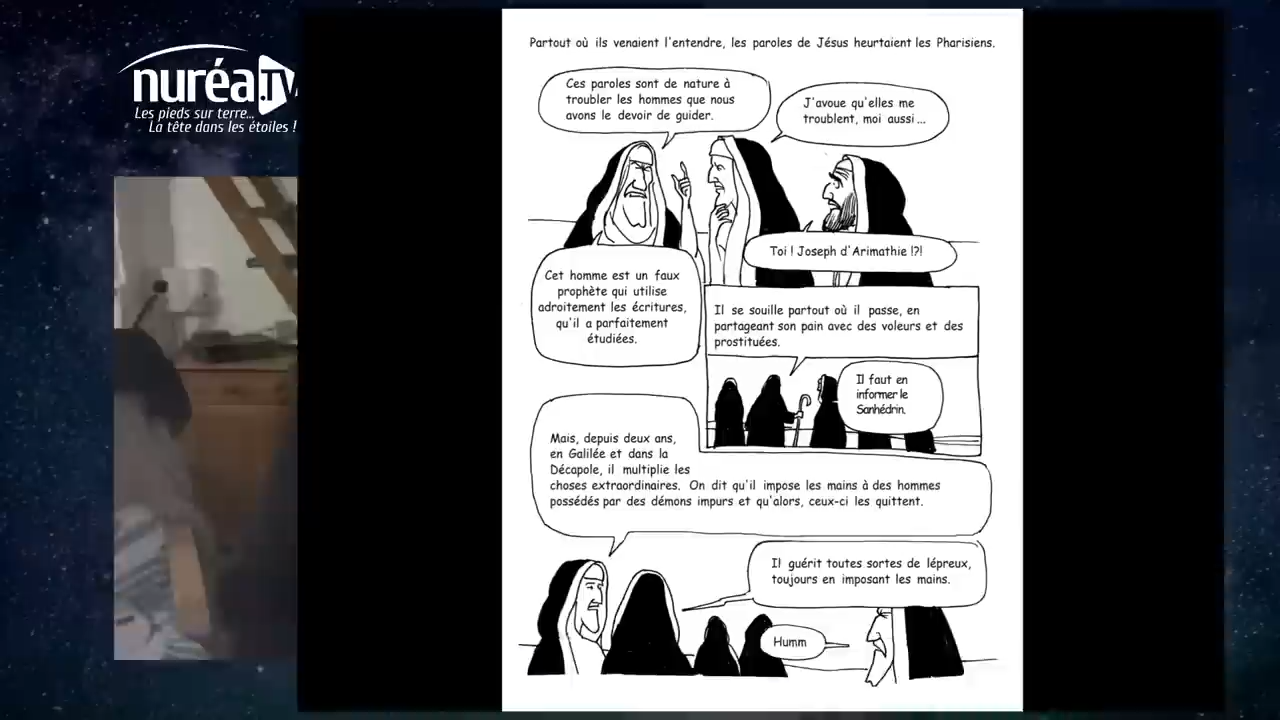 nuréa TV
Les pieds sur terre...
La tête dans les étoiles !
Partout où ils venaient l'entendre, les paroles de Jésus heurtaient les Pharisiens.
Ces paroles sont de nature à
troubler les hommes que nous
avons le devoir de guider.
J'avoue qu'elles me
troublent, moi aussi ...
Toi ! Joseph d'Arimathie !?!
Cet homme est un faux
prophète qui utilise
adroitement les écritures,
qu'il a parfaitement
étudiées.
Il se souille partout où il passe, en
partageant son pain avec des voleurs et des
prostituées.
Il faut en
informer le
Sanhédrin.
Mais, depuis deux ans,
en Galilée et dans la
Décapole, il multiplie les
choses extraordinaires. On dit qu'il impose les mains à des hommes
possédés par des démons impurs et qu'alors, ceux-ci les quittent.
Il guérit toutes sortes de lépreux,
toujours en imposant les mains.
Humm